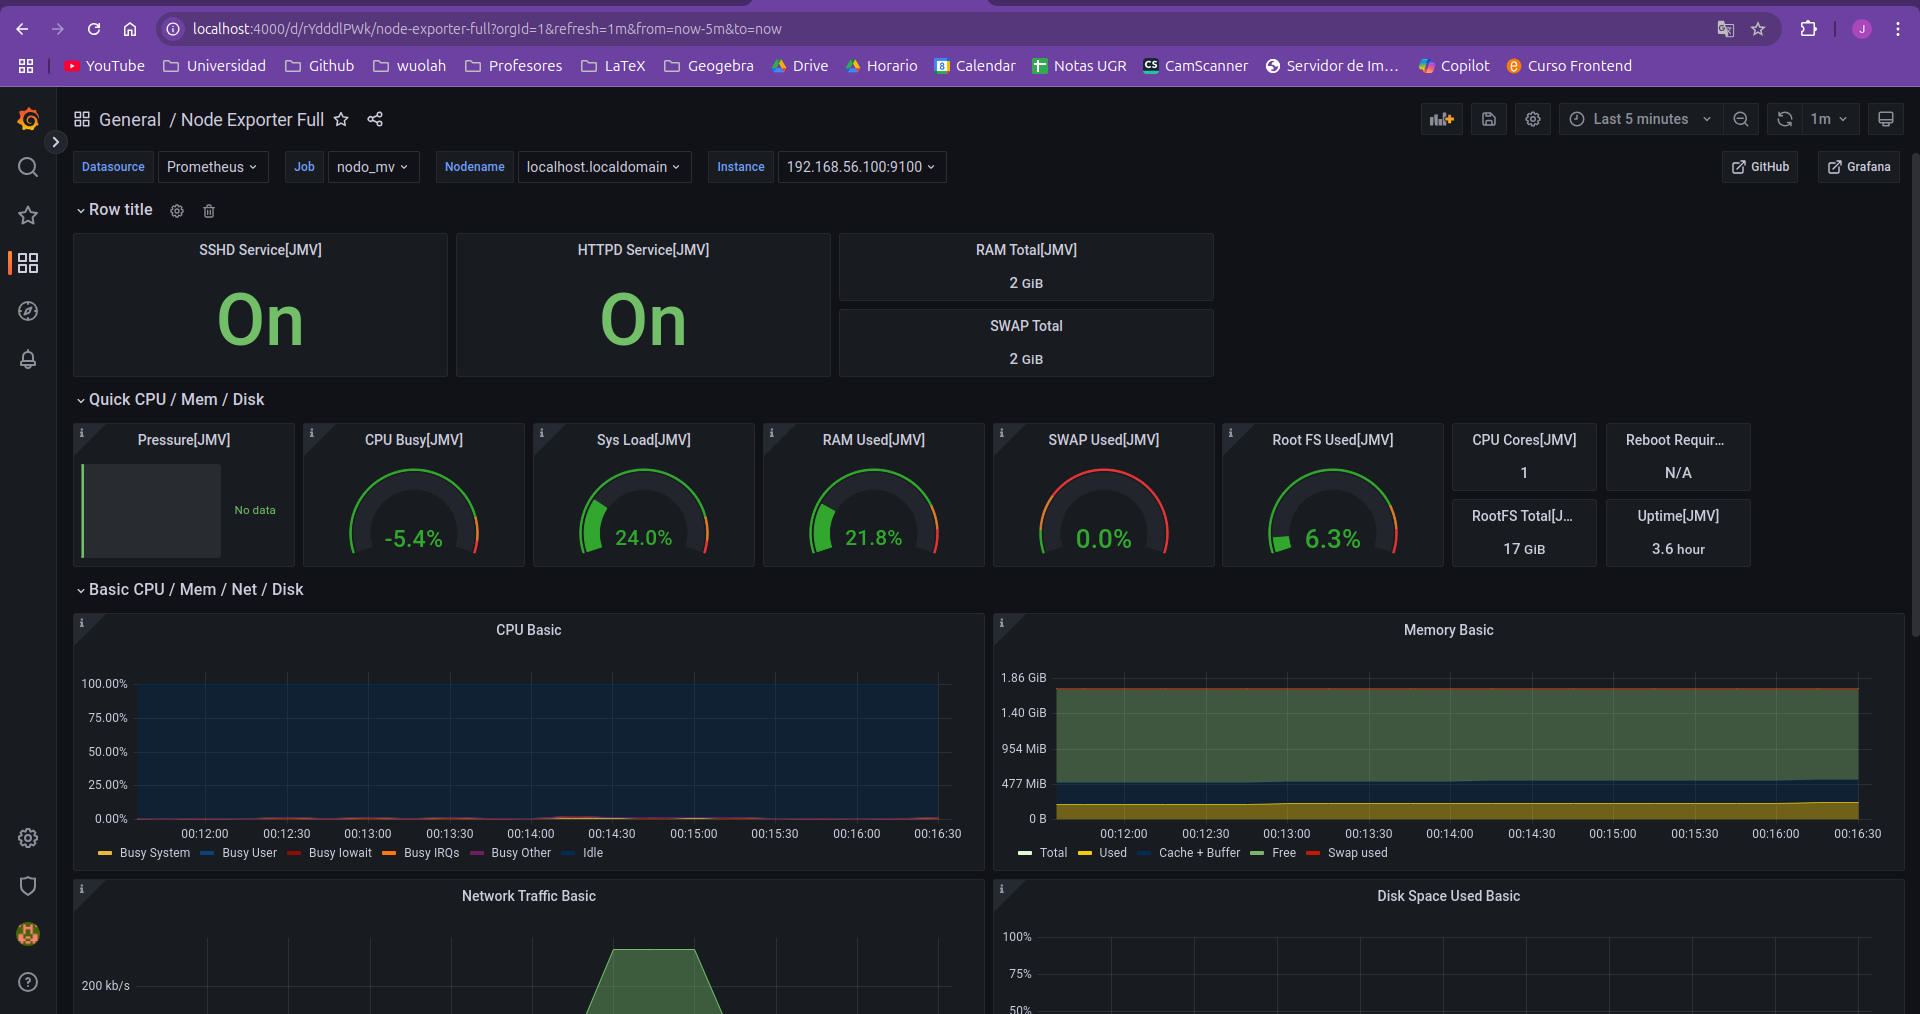 localhost:4000/d/rYdddlPWk/node-exporter-full?orgId=1&refresh=1m&from=now-5m&to=now
J
YouTube Universidad Github wuolah Profesores LaTeX Geogebra Drive Horario Calendar Notas UGR CamScanner Servidor de Im… Copilot Curso Frontend
General / Node Exporter Full
Last 5 minutes 1m
Datasource Prometheus Job nodo_mv Nodename localhost.localdomain Instance 192.168.56.100:9100 GitHub Grafana
Row title
SSHD Service[JMV] HTTPD Service[JMV] RAM Total[JMV]
On On 2 GiB
SWAP Total
2 GiB
Quick CPU / Mem / Disk
Pressure[JMV] CPU Busy[JMV] Sys Load[JMV] RAM Used[JMV] SWAP Used[JMV] Root FS Used[JMV] CPU Cores[JMV] Reboot Requir…
1 N/A
No data -5.4% 24.0% 21.8% 0.0% 6.3%
RootFS Total[J… Uptime[JMV]
17 GiB 3.6 hour
Basic CPU / Mem / Net / Disk
CPU Basic
100.00%
75.00%
50.00%
25.00%
0.00%
00:12:00 00:12:30 00:13:00 00:13:30 00:14:00 00:14:30 00:15:00 00:15:30 00:16:00 00:16:30
Busy System Busy User Busy Iowait Busy IRQs Busy Other Idle
Memory Basic
1.86 GiB
1.40 GiB
954 MiB
477 MiB
0 B
00:12:00 00:12:30 00:13:00 00:13:30 00:14:00 00:14:30 00:15:00 00:15:30 00:16:00 00:16:30
Total Used Cache + Buffer Free Swap used
Network Traffic Basic
200 kb/s
Disk Space Used Basic
100%
75%
50%